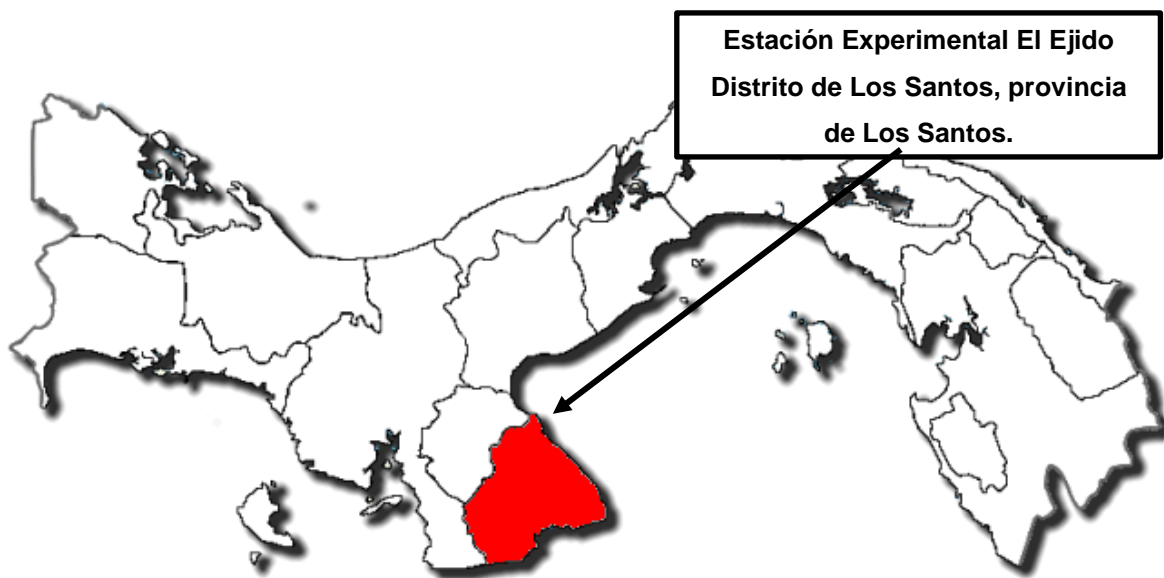 Estación Experimental El Ejido
Distrito de Los Santos, provincia
de Los Santos.